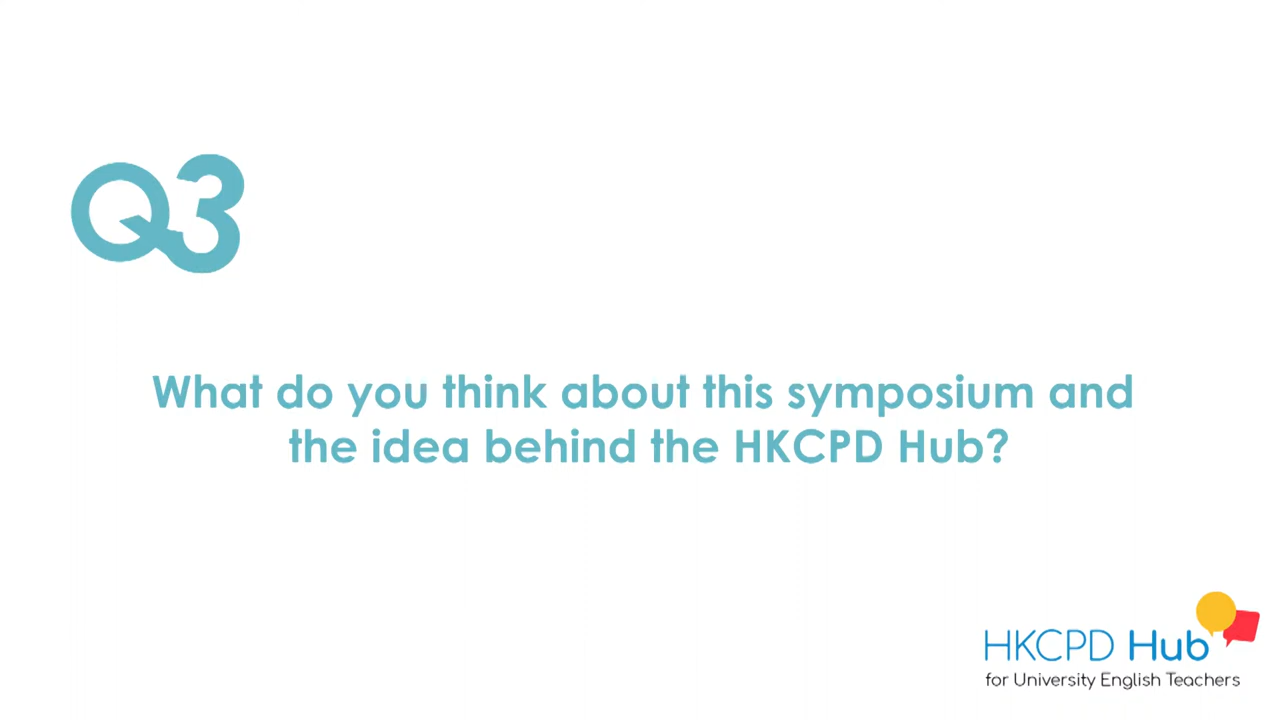 Q3
What do you think about this symposium and
the idea behind the HKCPD Hub?
HKCPD Hub
for University English Teachers